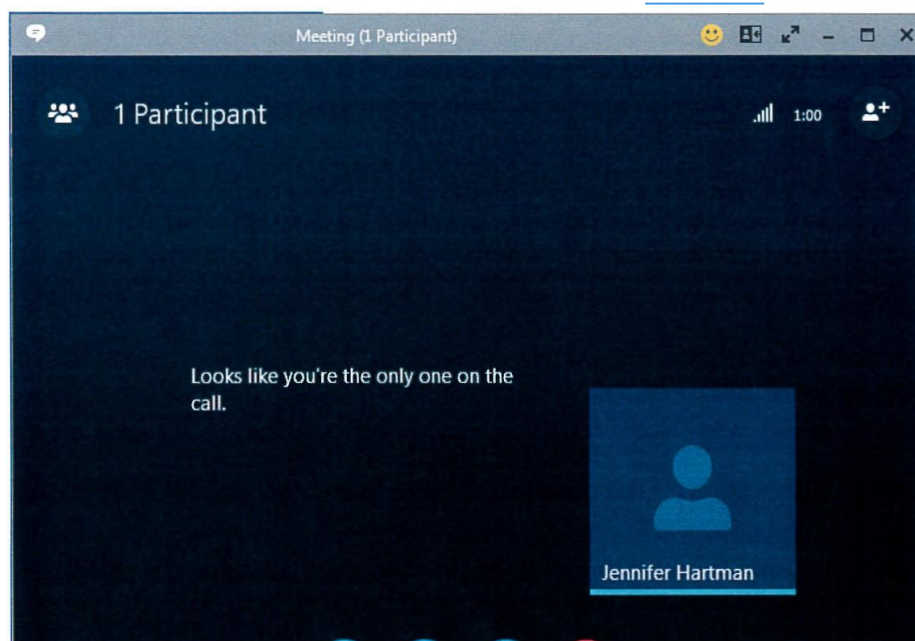 Meeting (1 Participant)
1 Participant
1:00
Looks like you're the only one on the
call.
Jennifer Hartman